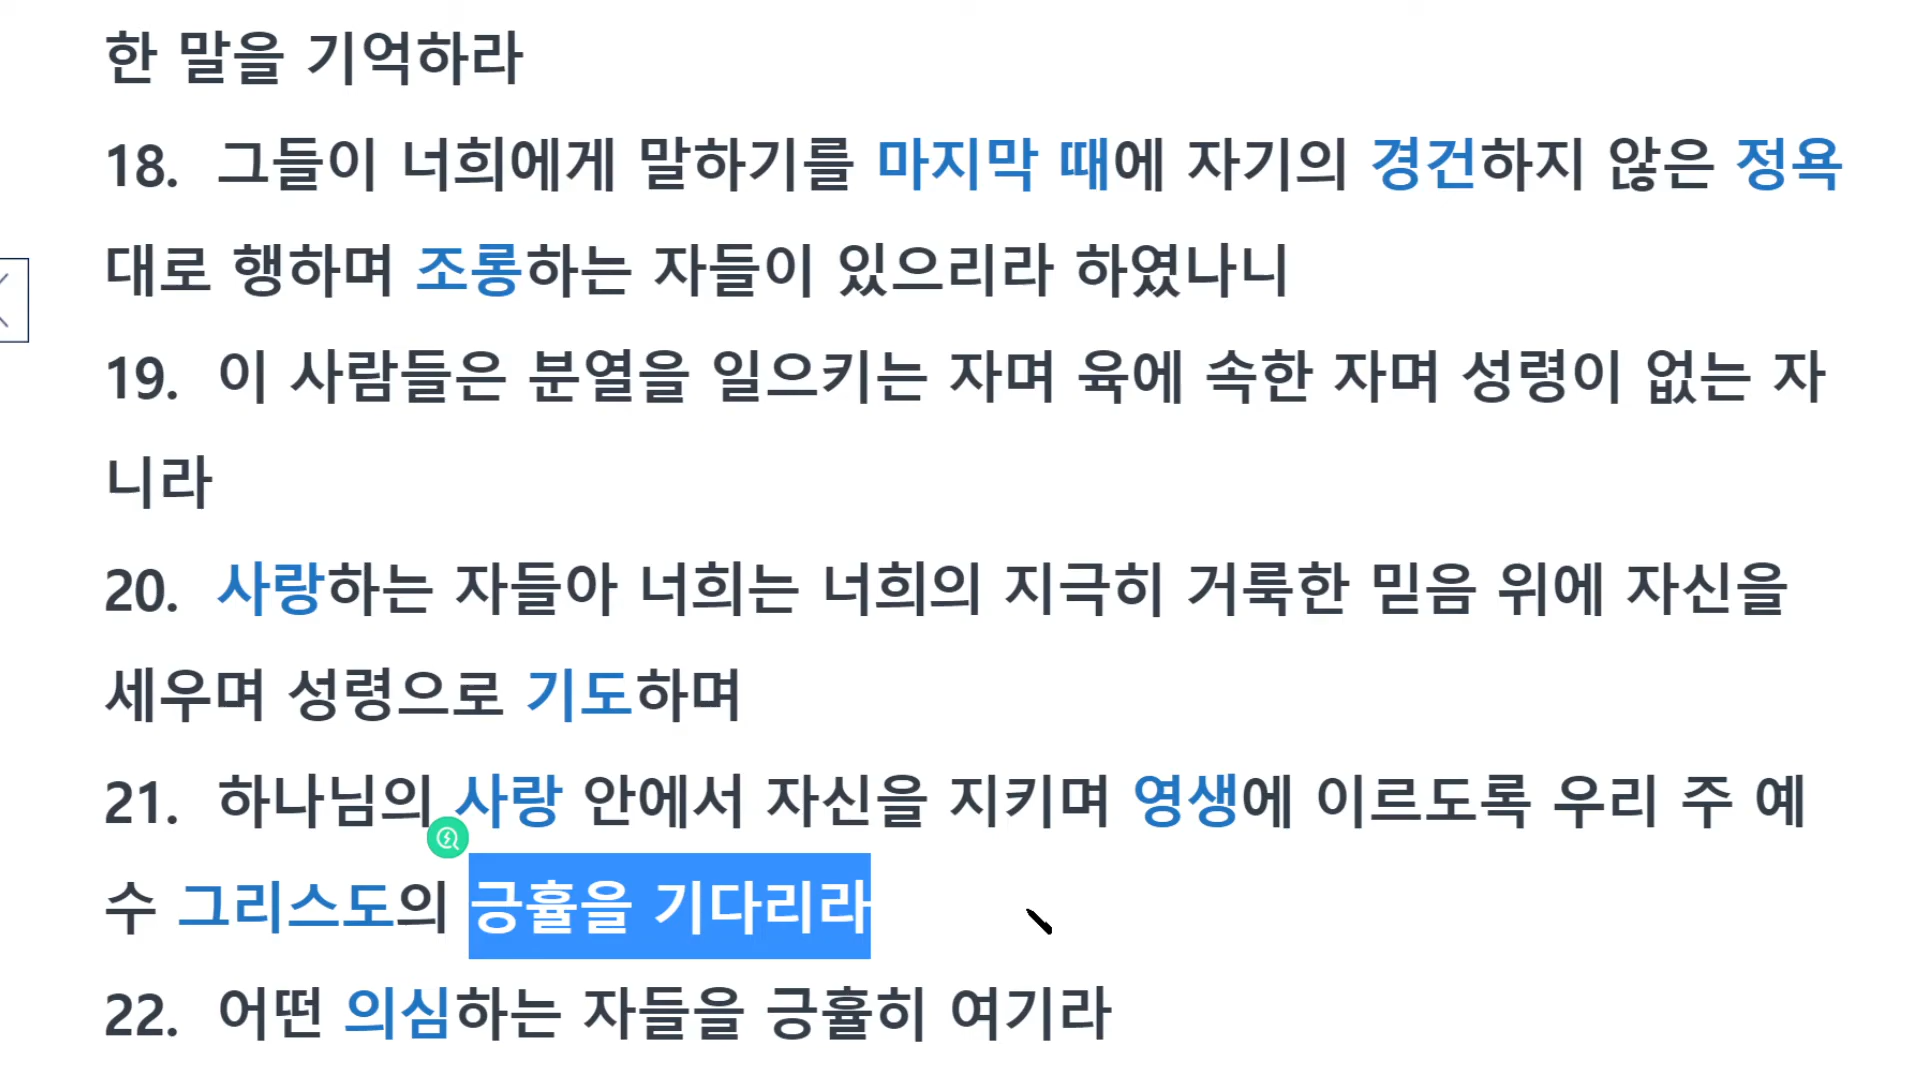 한 말을 기억하라
18. 그들이 너희에게 말하기를 마지막 때에 자기의 경건하지 않은 정욕
대로 행하며 조롱하는 자들이 있으리라 하였나니
19. 이 사람들은 분열을 일으키는 자며 육에 속한 자며 성령이 없는 자
니라
20. 사랑하는 자들아 너희는 너희의 지극히 거룩한 믿음 위에 자신을
세우며 성령으로 기도하며
21. 하나님의 사랑 안에서 자신을 지키며 영생에 이르도록 우리 주 예
수 그리스도의 긍휼을 기다리라
22. 어떤 의심하는 자들을 긍휼히 여기라